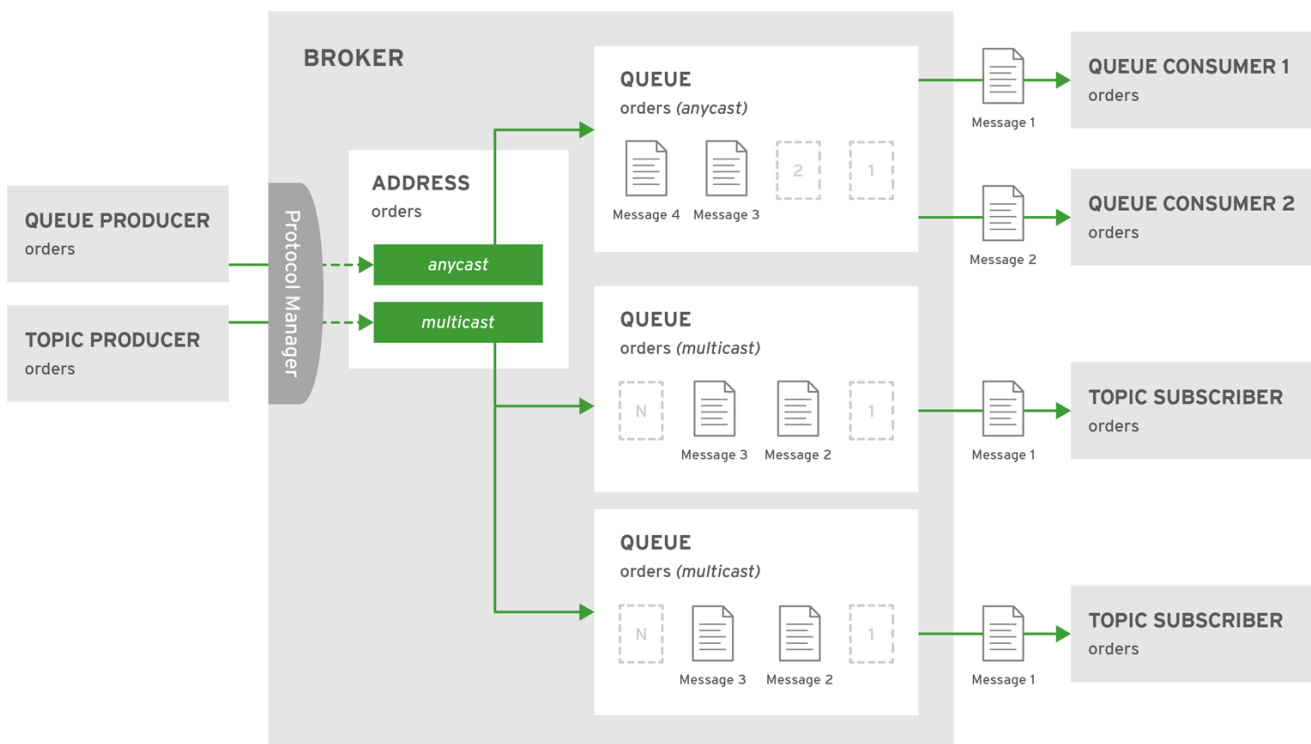 BROKER
QUEUE PRODUCER
orders
TOPIC PRODUCER
orders
Protocol Manager
ADDRESS
orders
anycast
multicast
QUEUE
orders (anycast)
2
1
Message 4
Message 3
QUEUE
orders (multicast)
N
1
Message 3
Message 2
QUEUE
orders (multicast)
N
1
Message 3
Message 2
Message 1
QUEUE CONSUMER 1
orders
Message 2
QUEUE CONSUMER 2
orders
Message 1
TOPIC SUBSCRIBER
orders
Message 1
TOPIC SUBSCRIBER
orders